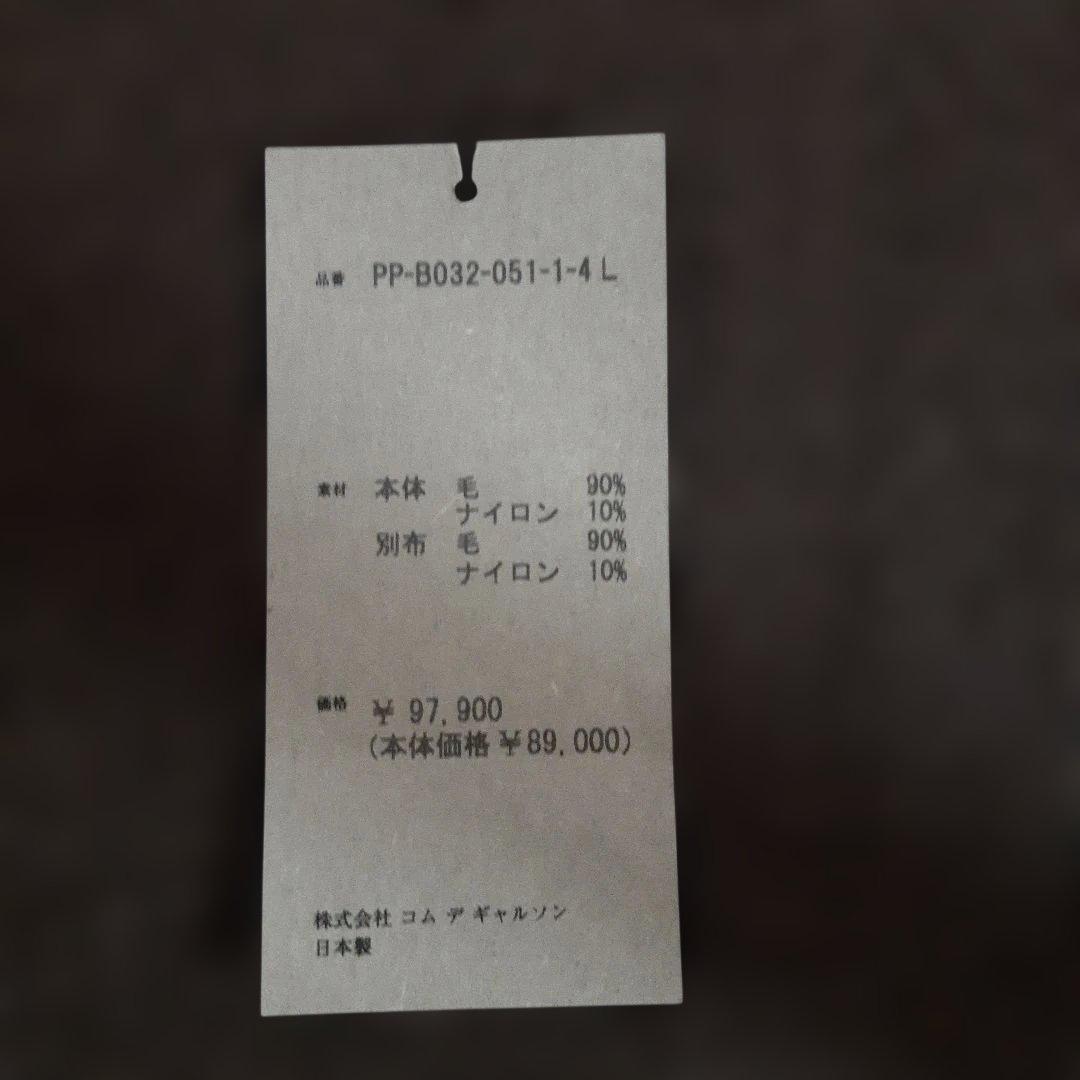 品番 PP-B032-051-1-4 L
素材 本体 毛 90%
ナイロン 10%
別布 毛 90%
ナイロン 10%
価格 ¥ 97,900
(本体価格 ¥89,000)
株式会社 コム デ ギャルソン
日本製